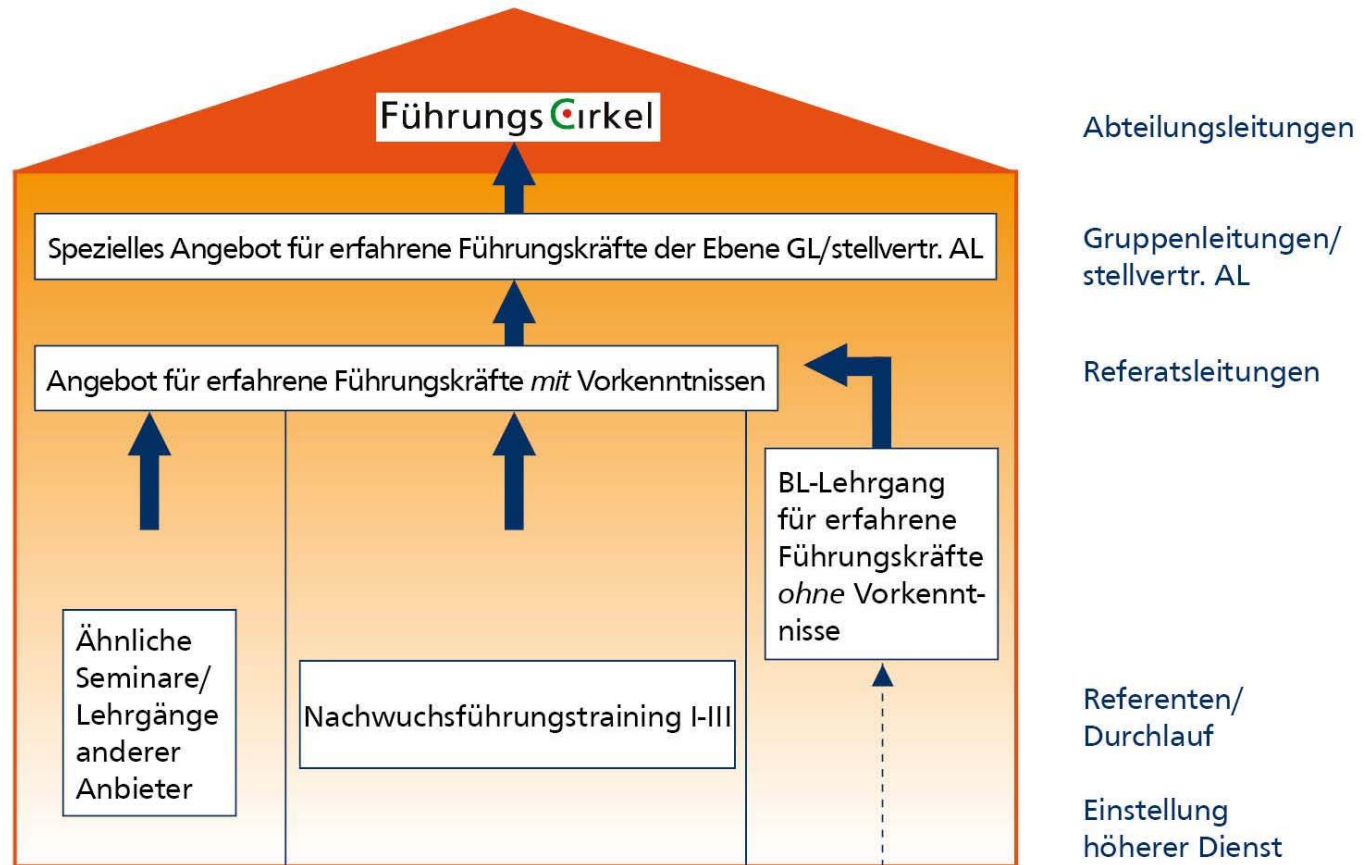 FührungsCirkel
Abteilungsleitungen
Spezielles Angebot für erfahrene Führungskräfte der Ebene GL/stellvertr. AL
Gruppenleitungen/
stellvertr. AL
Angebot für erfahrene Führungskräfte mit Vorkenntnissen
Referatsleitungen
BL-Lehrgang
für erfahrene
Führungskräfte
ohne Vorkennt-
nisse
Ähnliche
Seminare/
Lehrgänge
anderer
Anbieter
Nachwuchsführungstraining I-III
Referenten/
Durchlauf
Einstellung
höherer Dienst